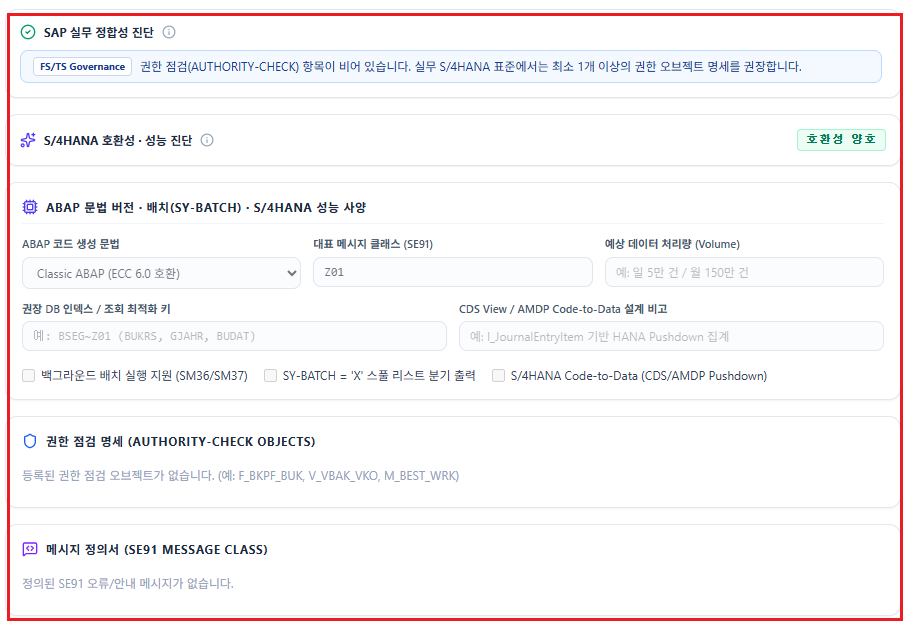 SAP 실무 정합성 진단
FS/TS Governance 권한 점검(AUTHORITY-CHECK) 항목이 비어 있습니다. 실무 S/4HANA 표준에서는 최소 1개 이상의 권한 오브젝트 명세를 권장합니다.
S/4HANA 호환성 · 성능 진단
호환성 양호
ABAP 문법 버전 · 배치(SY-BATCH) · S/4HANA 성능 사양
ABAP 코드 생성 문법 대표 메시지 클래스 (SE91) 예상 데이터 처리량 (Volume)
Classic ABAP (ECC 6.0 호환) Z01 예: 일 5만 건 / 월 150만 건
권장 DB 인덱스 / 조회 최적화 키 CDS View / AMDP Code-to-Data 설계 비고
예: BSEG~Z01 (BUKRS, GJAHR, BUDAT) 예: I_JournalEntryItem 기반 HANA Pushdown 집계
백그라운드 배치 실행 지원 (SM36/SM37) SY-BATCH = 'X' 스풀 리스트 분기 출력 S/4HANA Code-to-Data (CDS/AMDP Pushdown)
권한 점검 명세 (AUTHORITY-CHECK OBJECTS)
등록된 권한 점검 오브젝트가 없습니다. (예: F_BKPF_BUK, V_VBAK_VKO, M_BEST_WRK)
메시지 정의서 (SE91 MESSAGE CLASS)
정의된 SE91 오류/안내 메시지가 없습니다.